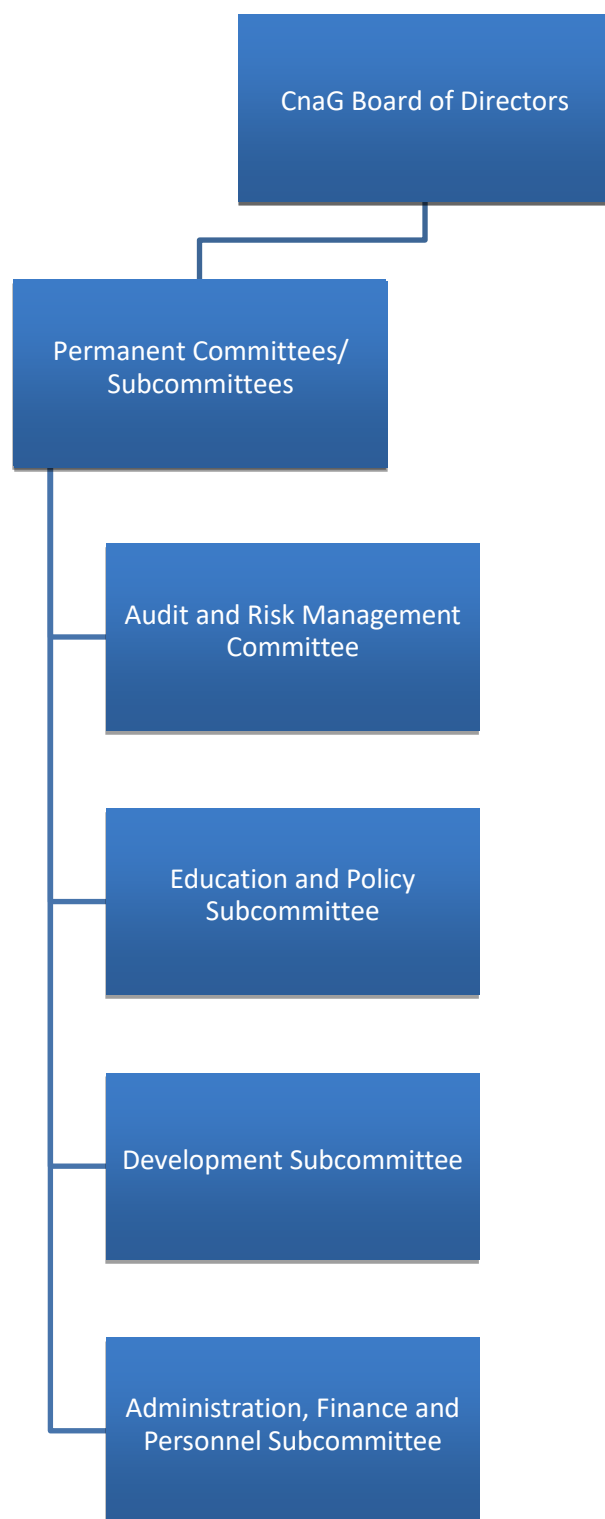 CnaG Board of Directors
Permanent Committees/
Subcommittees
Audit and Risk Management
Committee
Education and Policy
Subcommittee
Development Subcommittee
Administration, Finance and
Personnel Subcommittee